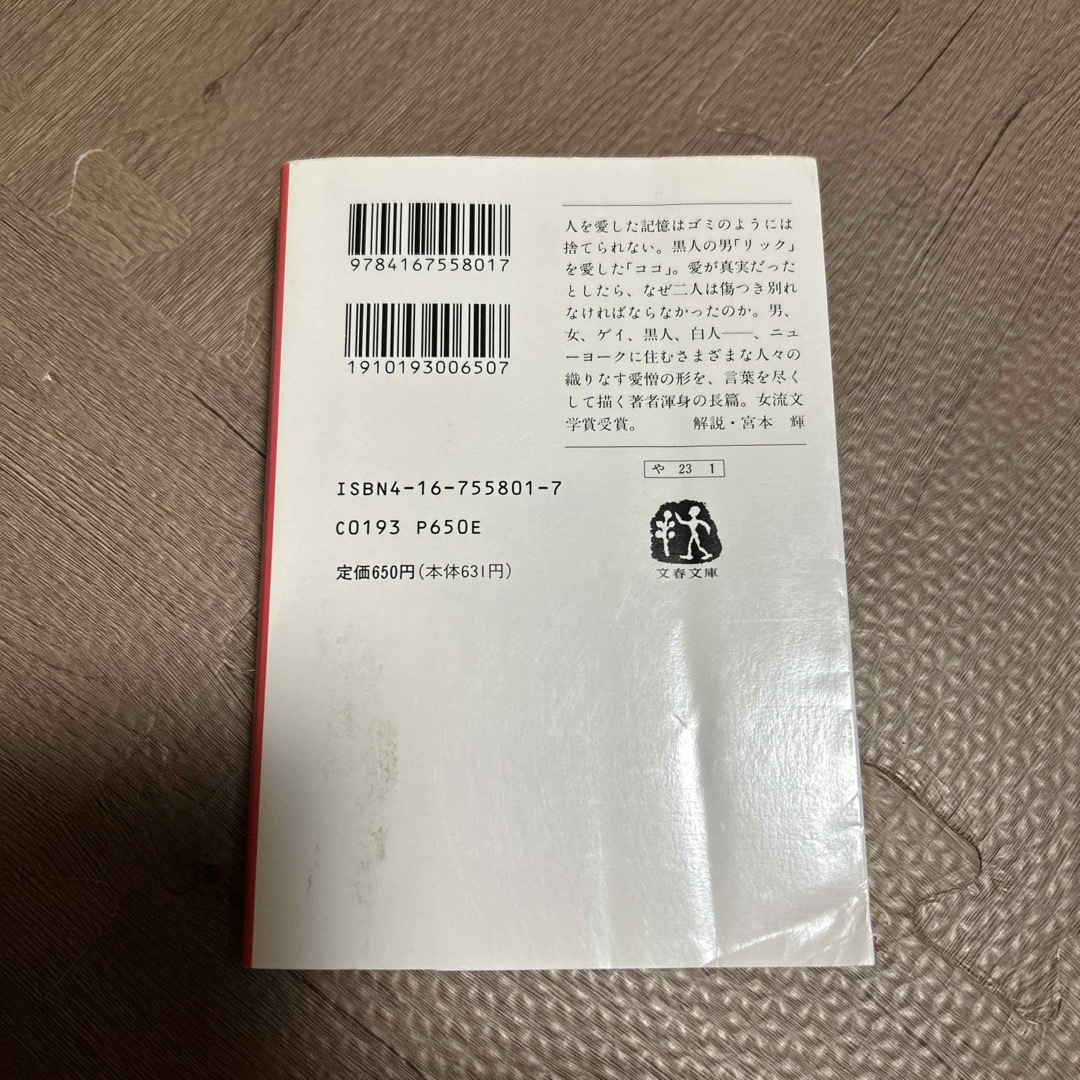 9784167558017
1910193006507
人を愛した記憶はゴミのようには
捨てられない。黒人の男「リック」
を愛した「ココ」。愛が真実だった
としたら、なぜ二人は傷つき別れ
なければならなかったのか。男、
女、ゲイ、黒人、白人――、ニュ
ーヨークに住むさまざまな人々の
織りなす愛憎の形を、言葉を尽く
して描く著者渾身の長篇。女流文
学賞受賞。 解説・宮本 輝
や 23 1
文春文庫
ISBN4-16-755801-7
C0193 P650E
定価650円(本体631円)